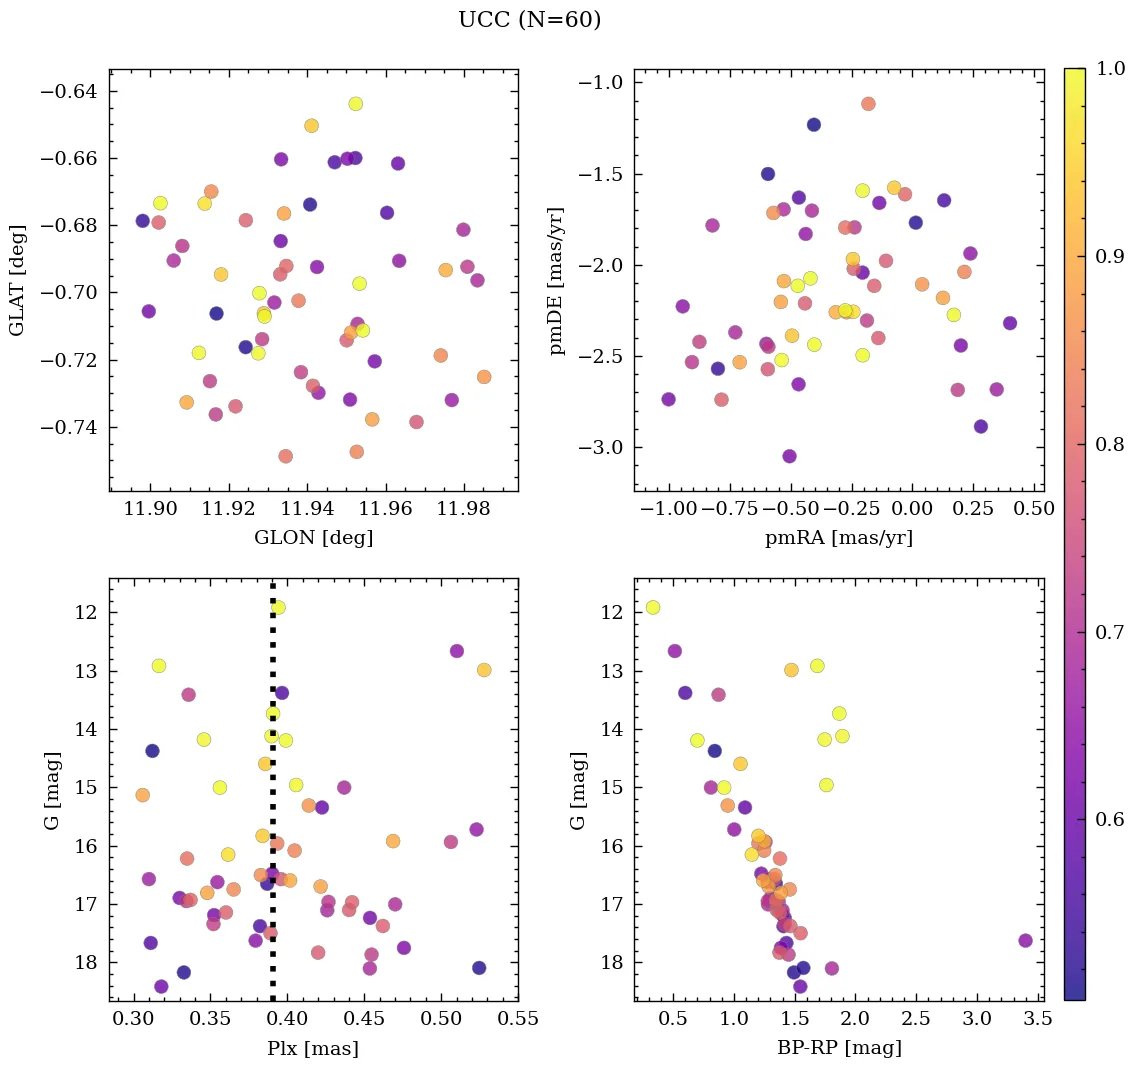 UCC (N=60)
−0.64
−0.66
−0.68
−0.70
−0.72
−0.74
GLAT [deg]
11.90 11.92 11.94 11.96 11.98
GLON [deg]
−1.0
−1.5
−2.0
−2.5
−3.0
pmDE [mas/yr]
−1.00 −0.75 −0.50 −0.25 0.00 0.25 0.50
pmRA [mas/yr]
12
13
14
15
16
17
18
G [mag]
0.30 0.35 0.40 0.45 0.50 0.55
Plx [mas]
12
13
14
15
16
17
18
G [mag]
0.5 1.0 1.5 2.0 2.5 3.0 3.5
BP-RP [mag]
1.0
0.9
0.8
0.7
0.6